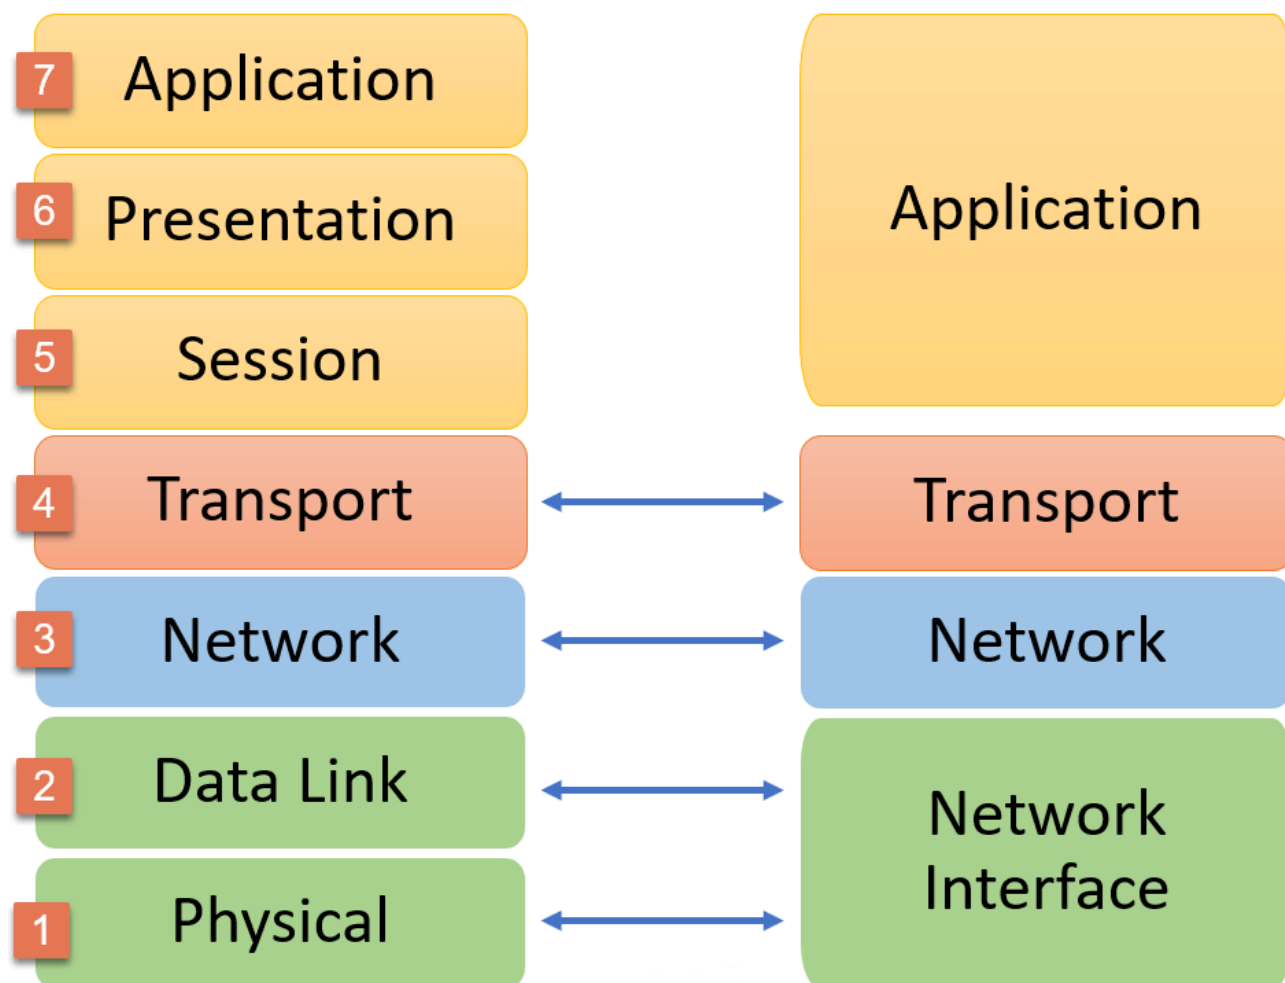 7
Application
6
Presentation
5
Session
4
Transport
3
Network
2
Data Link
1
Physical
Application
Transport
Network
Network
Interface